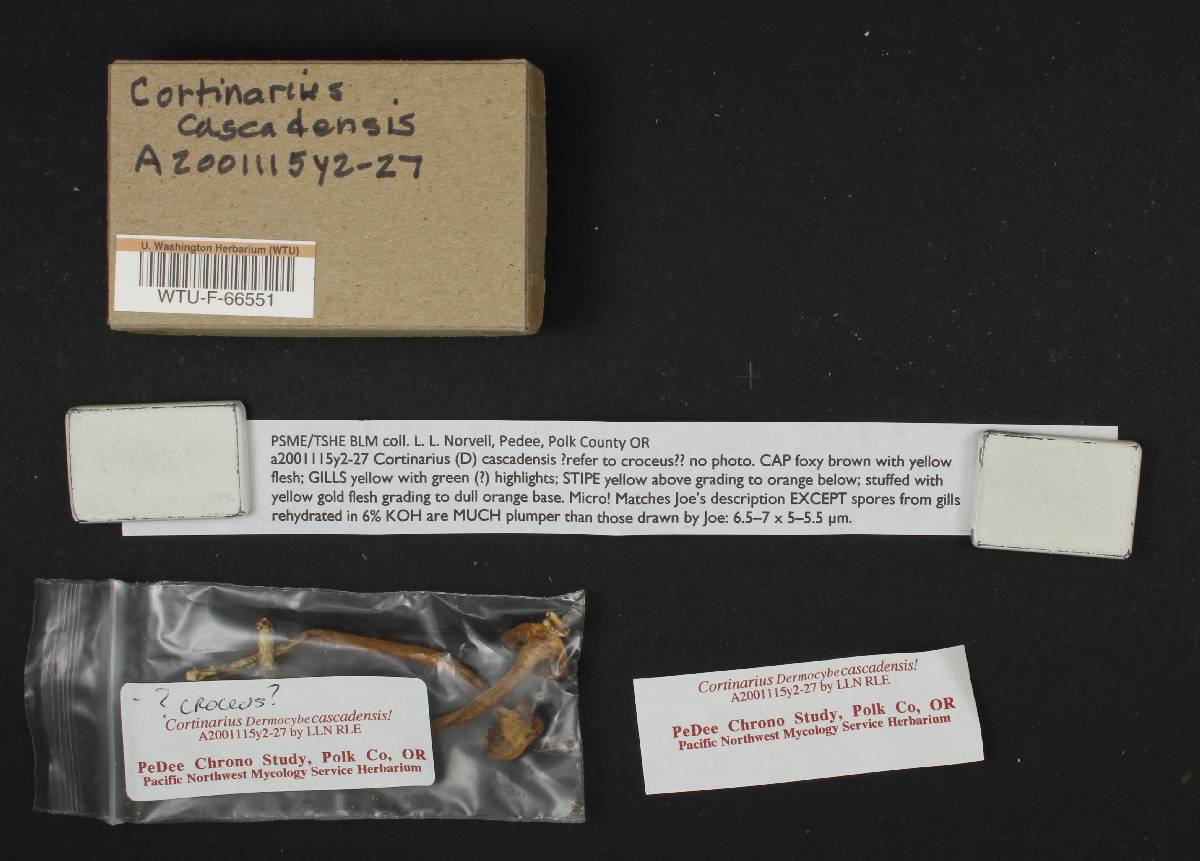 Cortinarius
cascadensis
A2001115y2-27
U. Washington Herbarium (WTU)
WTU-F-66551
PSME/TSHE BLM coll. L. L. Norvell, Pedee, Polk County OR
a2001115y2-27 Cortinarius (D) cascadensis ?refer to croceus?? no photo. CAP foxy brown with yellow
flesh; GILLS yellow with green (?) highlights; STIPE yellow above grading to orange below; stuffed with
yellow gold flesh grading to dull orange base. Micro! Matches Joe's description EXCEPT spores from gills
rehydrated in 6% KOH are MUCH plumper than those drawn by Joe: 6.5–7 x 5–5.5 µm.
- ? croceus?
Cortinarius Dermocybe cascadensis!
A2001115y2-27 by LLN RLE
PeDee Chrono Study, Polk Co, OR
Pacific Northwest Mycology Service Herbarium
Cortinarius Dermocybe cascadensis!
A2001115y2-27 by LLN RLE
PeDee Chrono Study, Polk Co, OR
Pacific Northwest Mycology Service Herbarium